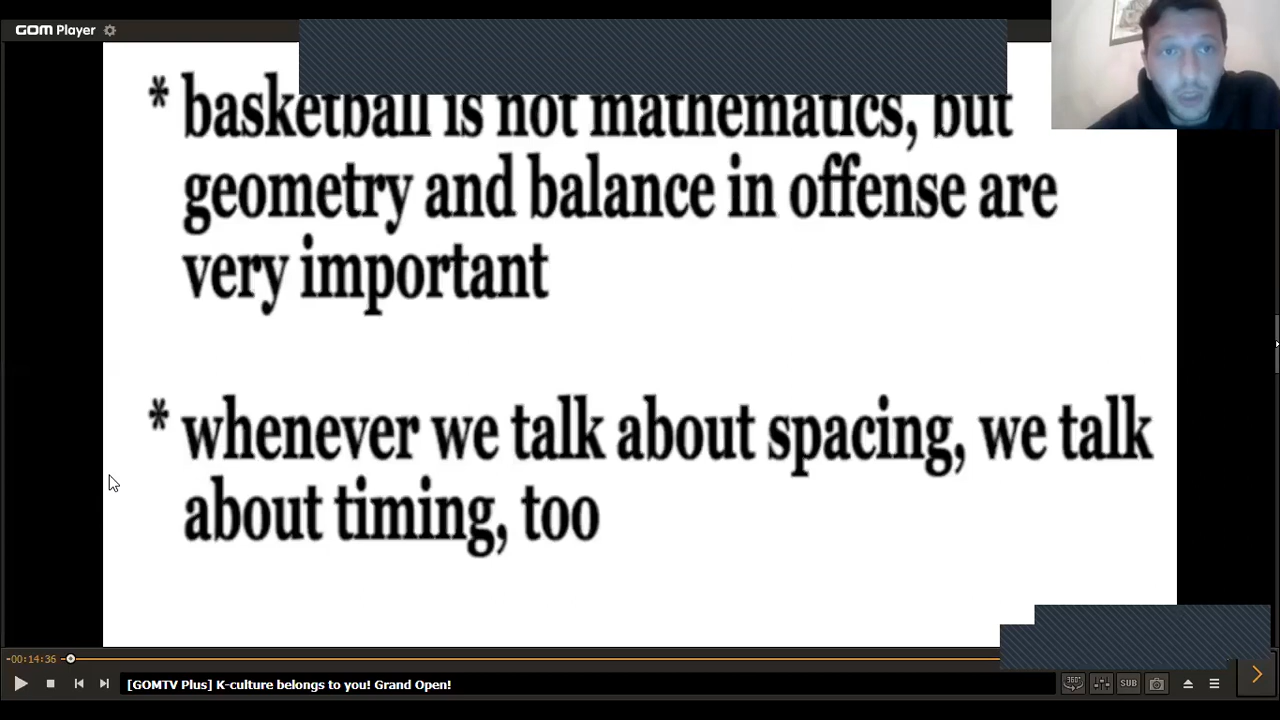 GOM Player
* basketball is not mathematics, but
geometry and balance in offense are
very important
* whenever we talk about spacing, we talk
about timing, too
-00:14:36
[GOMTV Plus] K-culture belongs to you! Grand Open!
360°
SUB